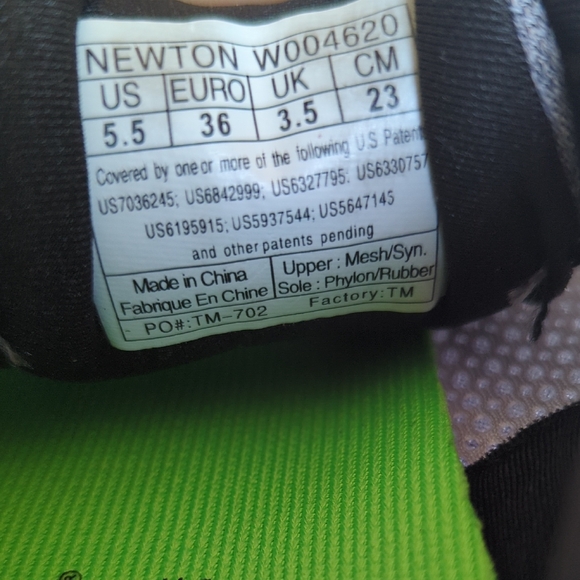 NEWTON W004620
US EURO UK CM
5.5 36 3.5 23
Covered by one or more of the following U.S Paten
US7036245; US6842999; US6327795: US6330757
US6195915; US5937544; US5647145
and other patents pending
Made in China
Fabrique En Chine
Upper : Mesh/Syn.
Sole : Phylon/Rubber
PO#:TM-702 Factory:TM
®